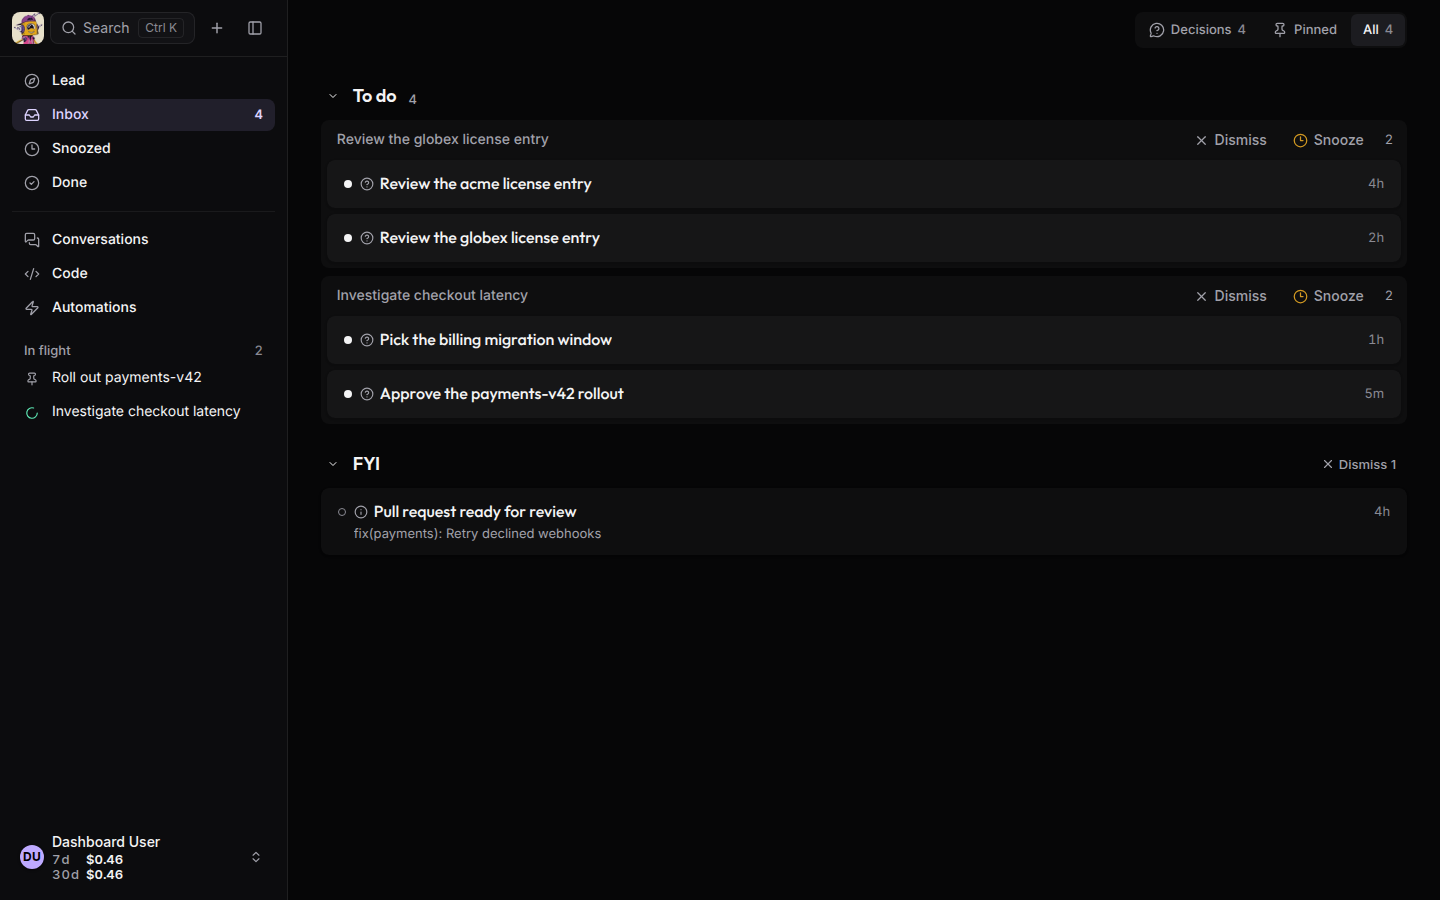 Search Ctrl K
Decisions 4 Pinned All 4
Lead
Inbox 4
Snoozed
Done
Conversations
Code
Automations
In flight 2
Roll out payments-v42
Investigate checkout latency
Dashboard User
DU
7d $0.46
30d $0.46
To do 4
Review the globex license entry Dismiss Snooze 2
Review the acme license entry 4h
Review the globex license entry 2h
Investigate checkout latency Dismiss Snooze 2
Pick the billing migration window 1h
Approve the payments-v42 rollout 5m
FYI Dismiss 1
Pull request ready for review 4h
fix(payments): Retry declined webhooks